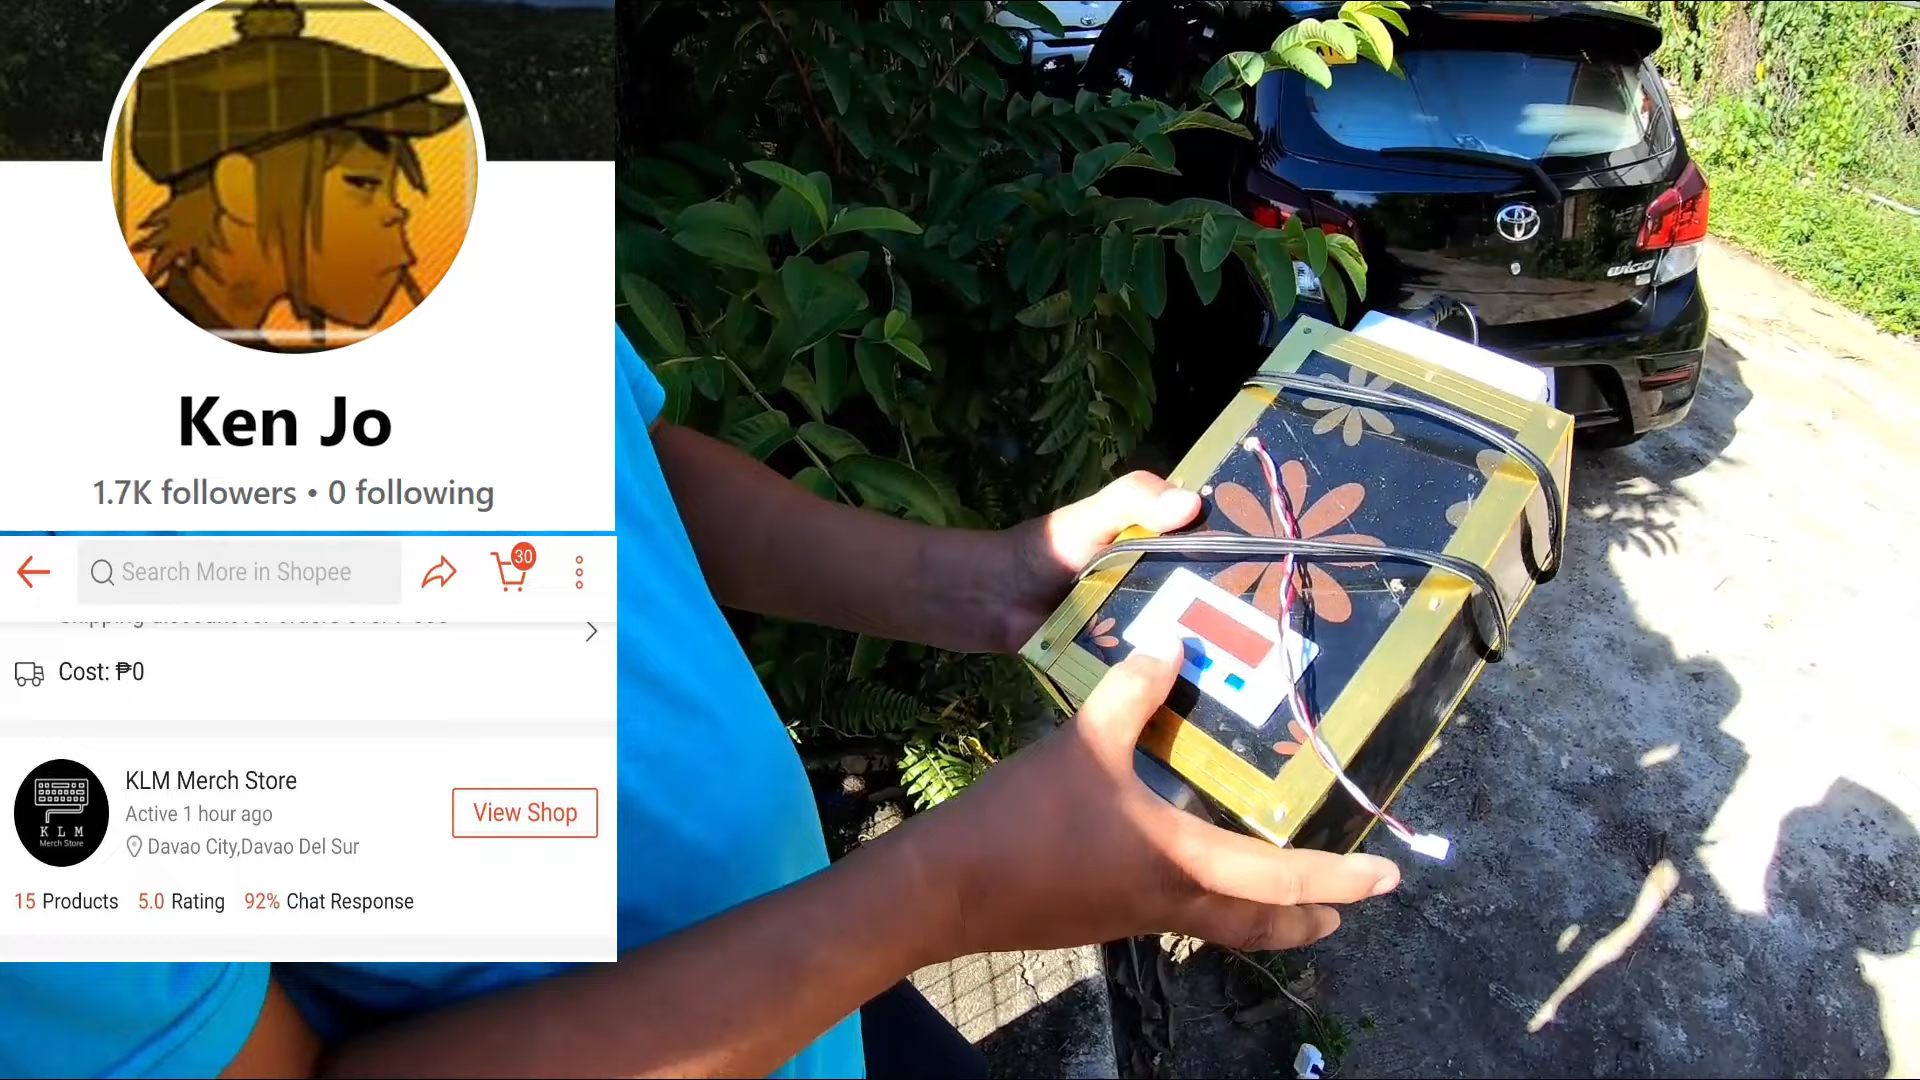 Ken Jo
1.7K followers • 0 following
Search More in Shopee
30
Cost: ₱0
KLM Merch Store
Active 1 hour ago
Davao City,Davao Del Sur
View Shop
KLM
Merch Store
15 Products 5.0 Rating 92% Chat Response
WIGO